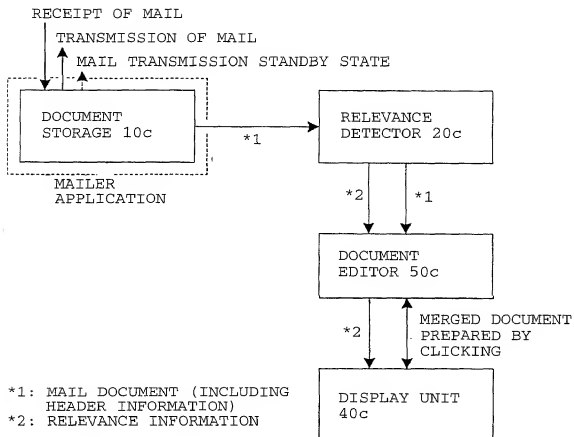 RECEIPT OF MAIL
TRANSMISSION OF MAIL
MAIL TRANSMISSION STANDBY STATE
DOCUMENT
STORAGE 10c
RELEVANCE
DETECTOR 20c
*1
MAILER
APPLICATION
*2
*1
DOCUMENT
EDITOR 50c
*2
MERGED DOCUMENT
PREPARED BY
CLICKING
DISPLAY UNIT
40c
*1: MAIL DOCUMENT (INCLUDING
HEADER INFORMATION)
*2: RELEVANCE INFORMATION